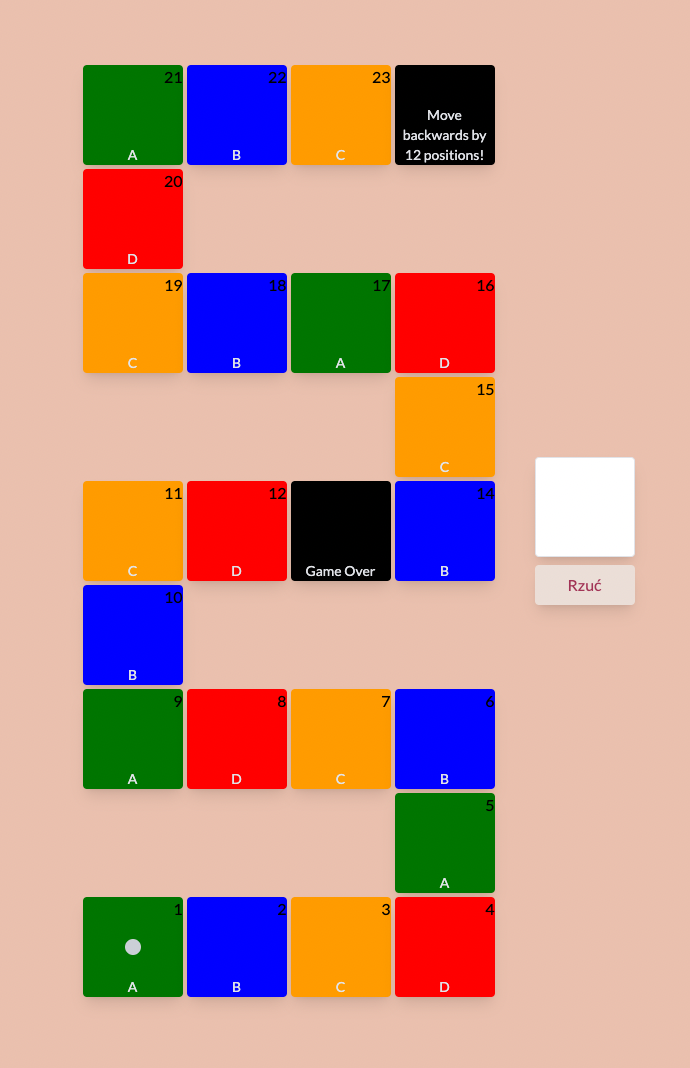 21 22 23
Move
backwards by
12 positions!
A B C
20
D
19 18 17 16
C B A D
15
C
11 12 14
C D Game Over B
Rzuć
10
B
9 8 7 6
A D C B
5
A
1 2 3 4
A B C D